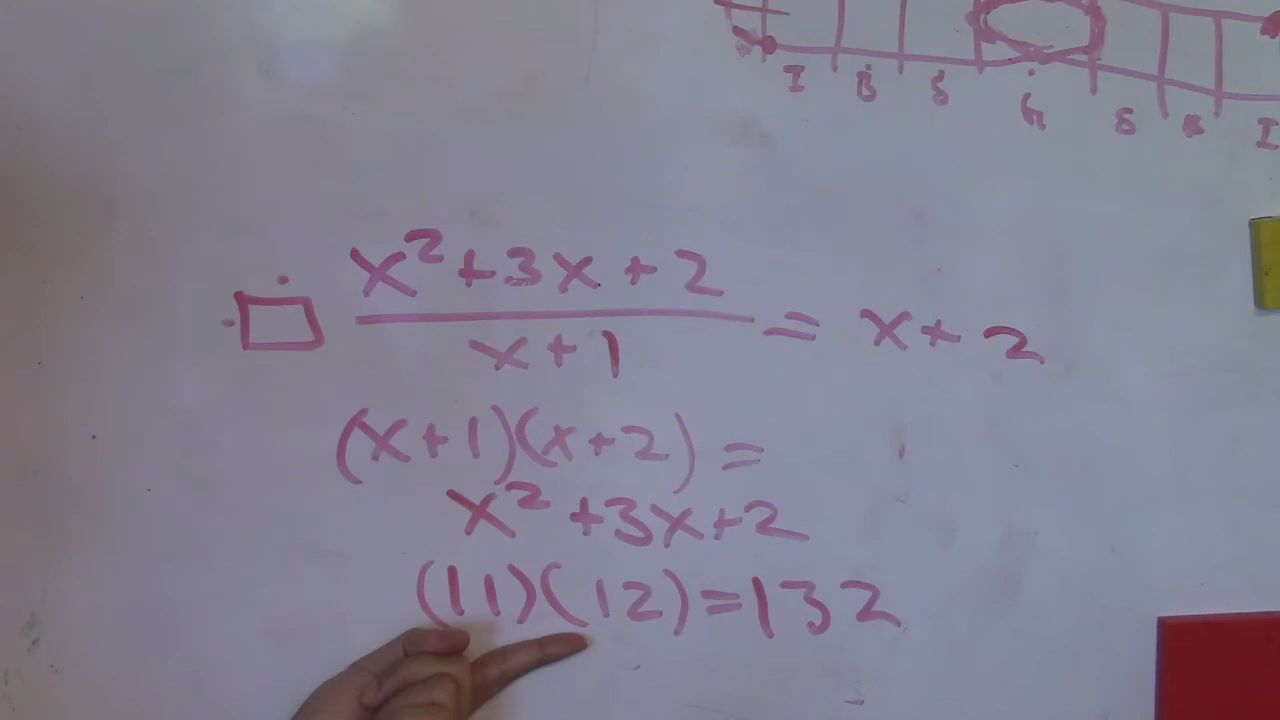 I B S G S B I
x² + 3x + 2
x + 1
= x + 2
(x+1)(x+2) =
x² + 3x + 2
(11)(12) = 132